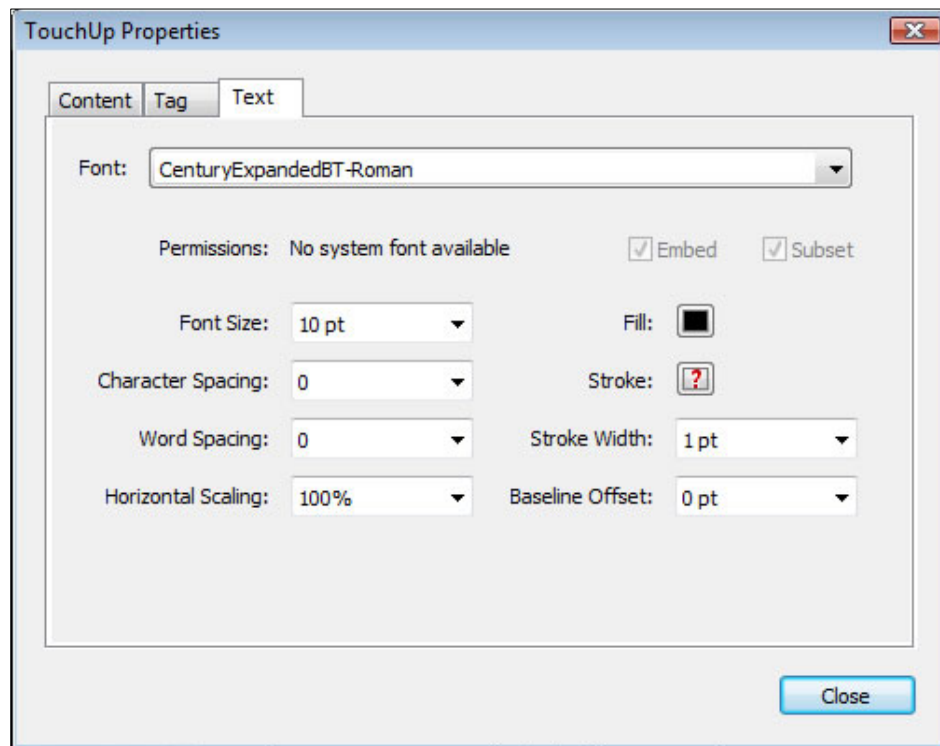 TouchUp Properties
Content Tag Text
Font: CenturyExpandedBT-Roman
Permissions: No system font available Embed Subset
Font Size: 10 pt Fill:
Character Spacing: 0 Stroke: ?
Word Spacing: 0 Stroke Width: 1 pt
Horizontal Scaling: 100% Baseline Offset: 0 pt
Close